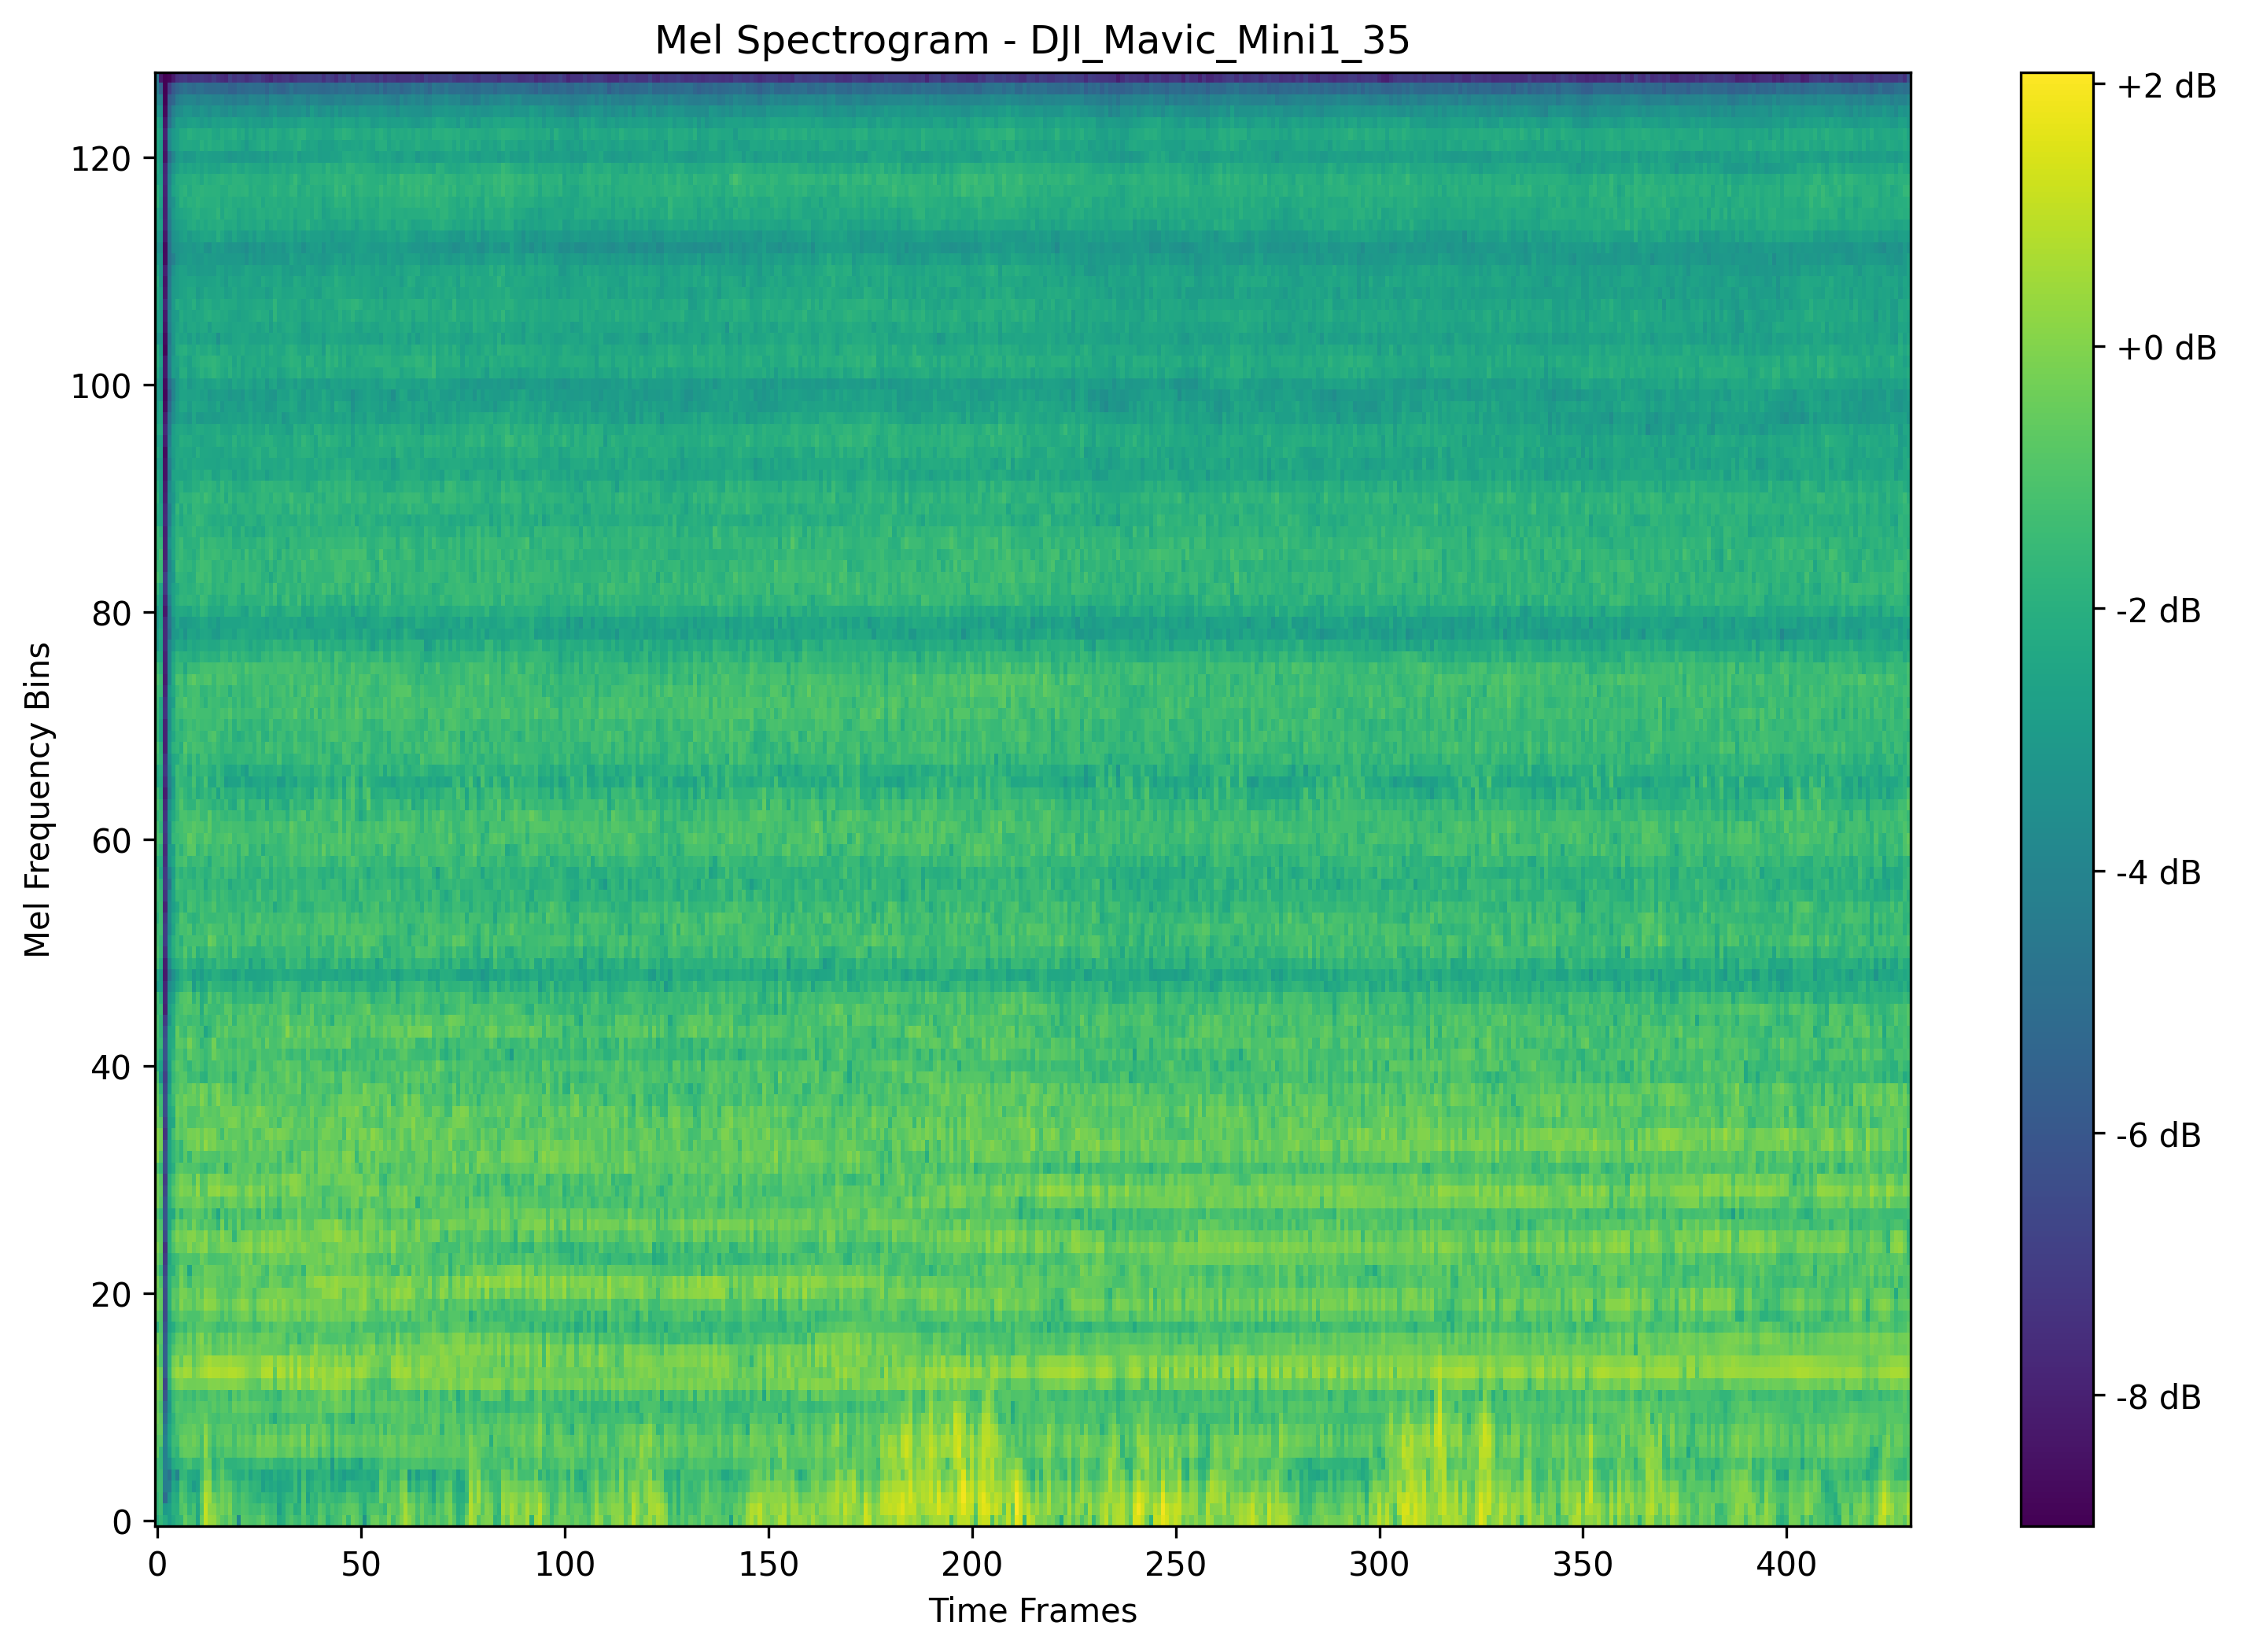 Mel Spectrogram - DJI_Mavic_Mini1_35
Mel Frequency Bins
120
100
80
60
40
20
0
0 50 100 150 200 250 300 350 400
Time Frames
+2 dB
+0 dB
-2 dB
-4 dB
-6 dB
-8 dB